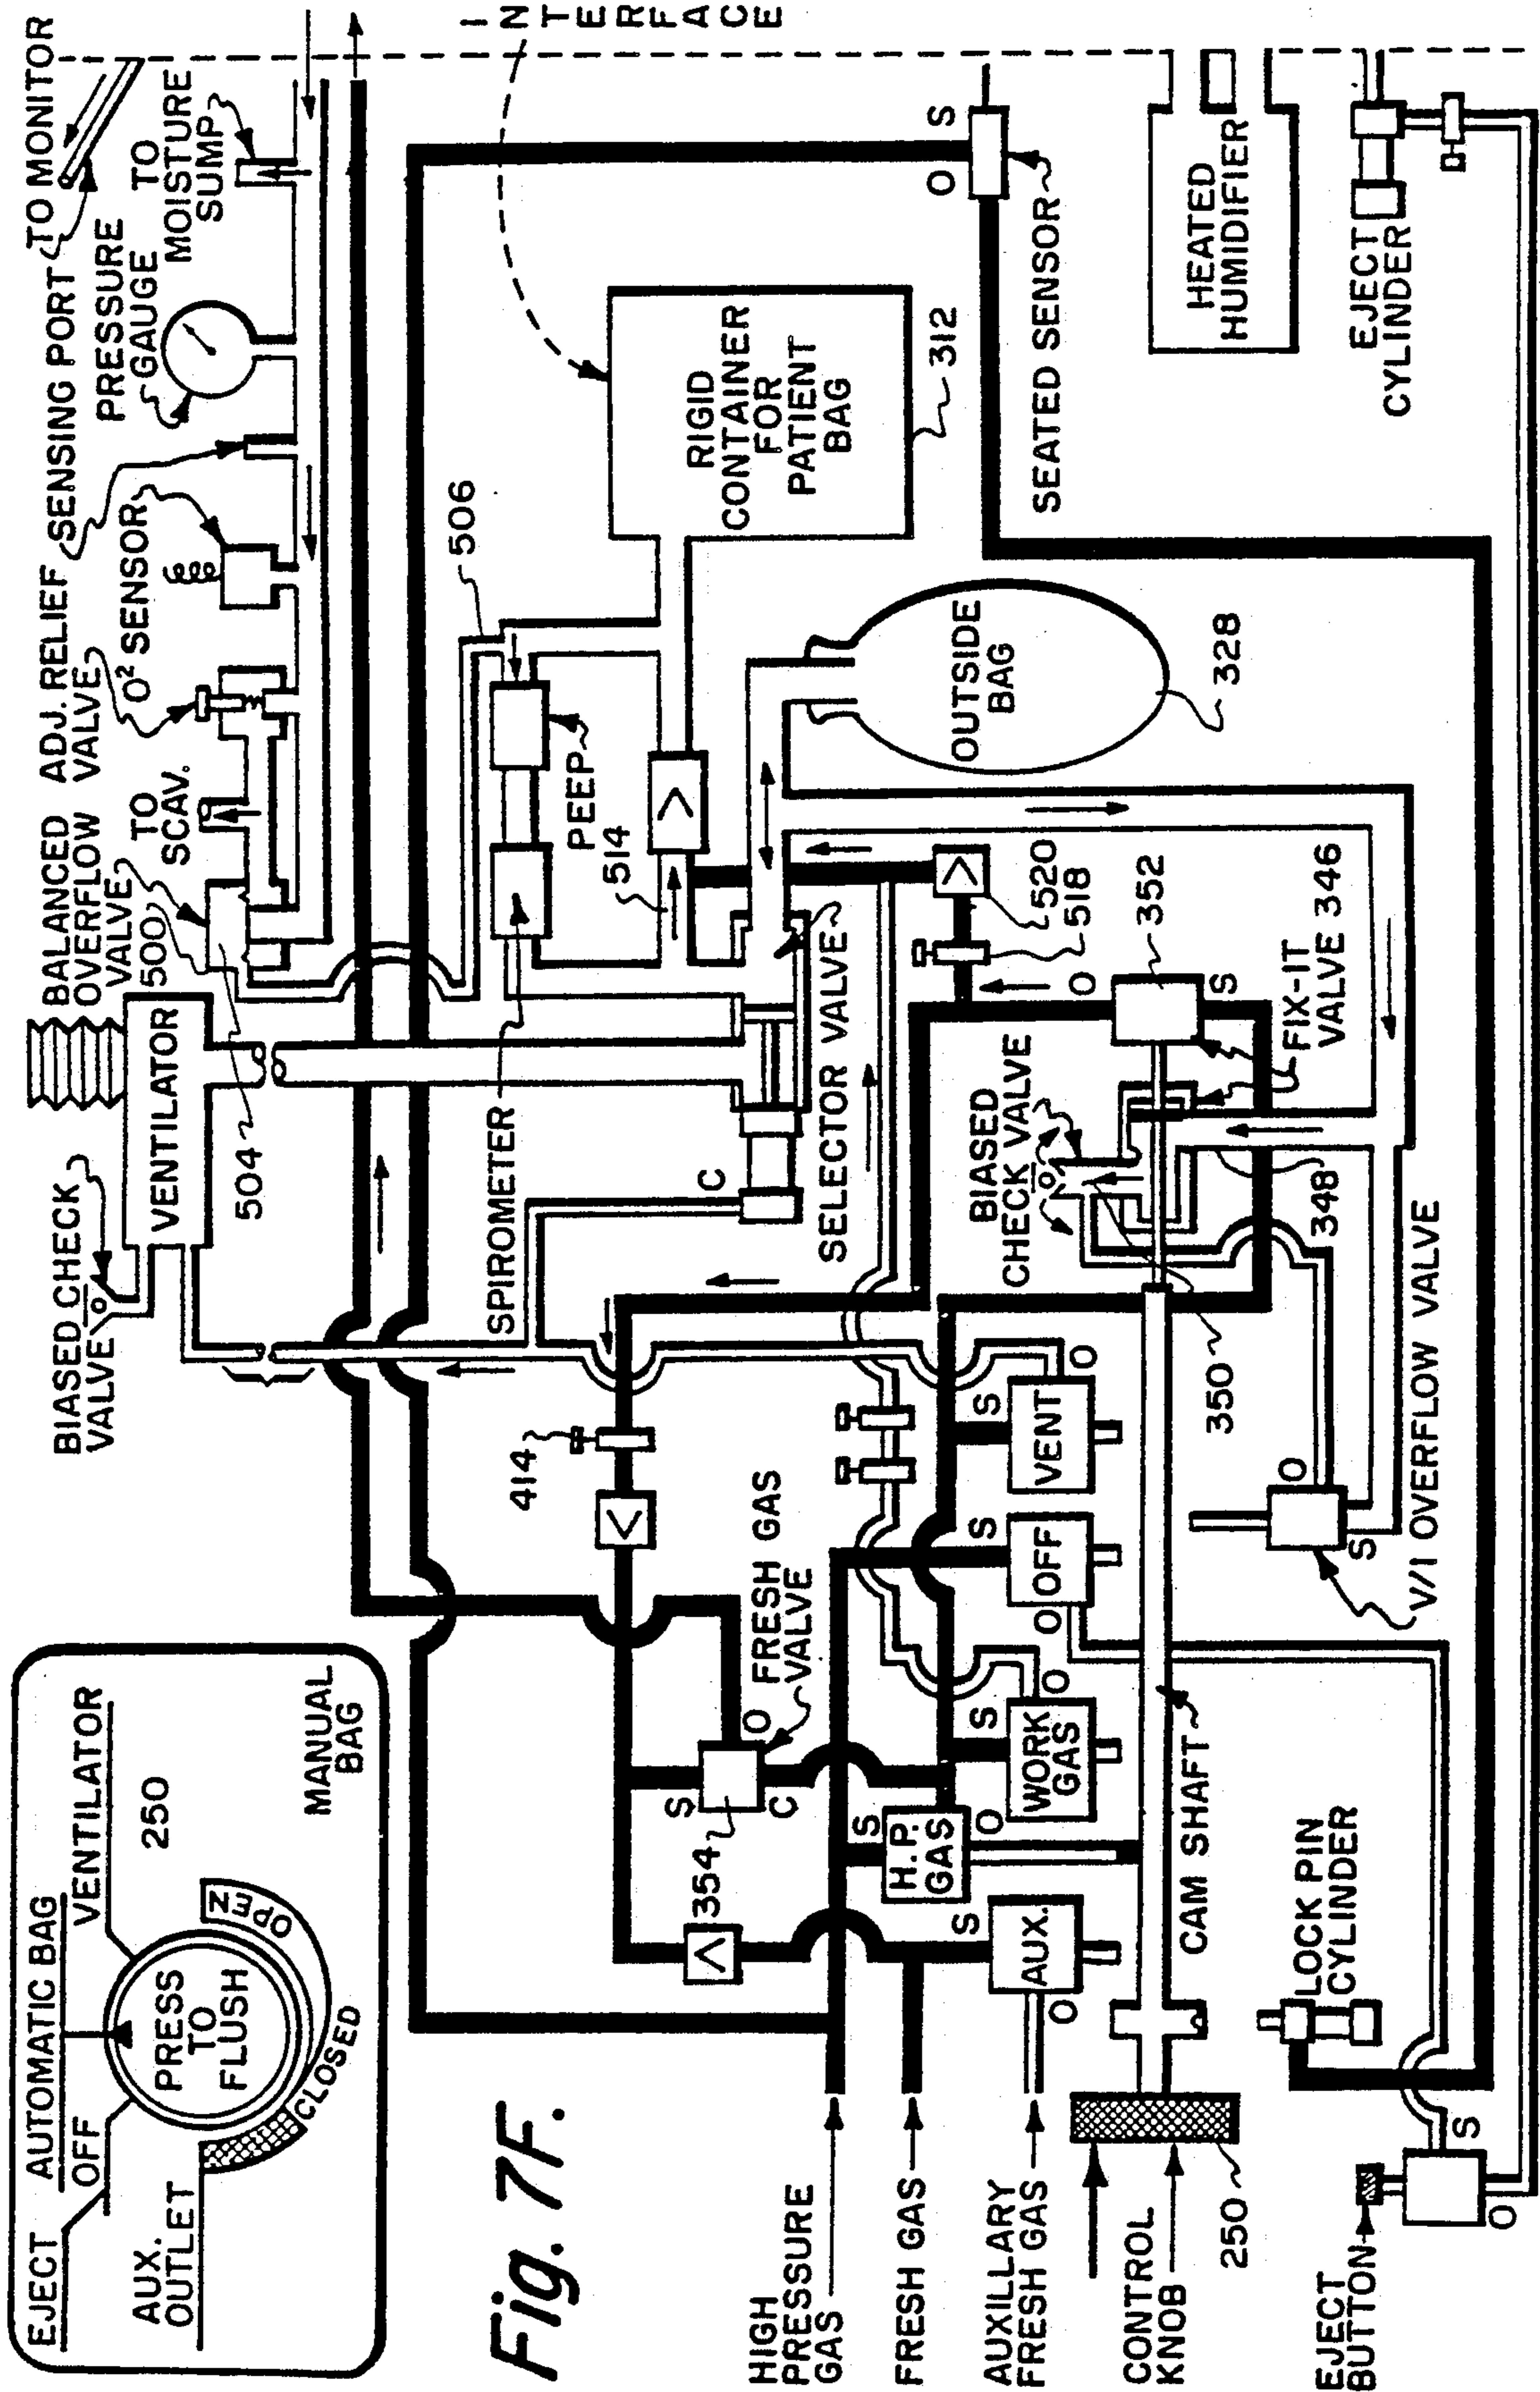 EJECT
AUTOMATIC BAG
OFF
VENTILATOR
AUX.
OUTLET
PRESS
TO
FLUSH
OPEN
CLOSED
250
MANUAL
BAG
Fig. 7F.
BIASED CHECK
VALVE
VENTILATOR
BALANCED
OVERFLOW
VALVE
500
504
TO
SCAV.
ADJ. RELIEF
VALVE
O² SENSOR
SENSING PORT
PRESSURE
GAUGE
TO MONITOR
TO
MOISTURE
SUMP
INTERFACE
506
SPIROMETER
PEEP
514
RIGID
CONTAINER
FOR
PATIENT
BAG
312
O
S
SEATED SENSOR
OUTSIDE
BAG
328
C
SELECTOR VALVE
520
518
414
FRESH GAS
VALVE
S
O
C
354
HIGH
PRESSURE
GAS
FRESH GAS
AUXILLARY
FRESH GAS
CONTROL
KNOB
250
S
AUX.
O
S
H.P.
GAS
O
S
WORK
GAS
O
S
OFF
O
S
VENT
O
BIASED
CHECK VALVE
O
352
S
FIX-IT
VALVE 346
348
350
CAM SHAFT
O
S
V/I OVERFLOW VALVE
LOCK PIN
CYLINDER
HEATED
HUMIDIFIER
EJECT
CYLINDER
EJECT
BUTTON
S
O